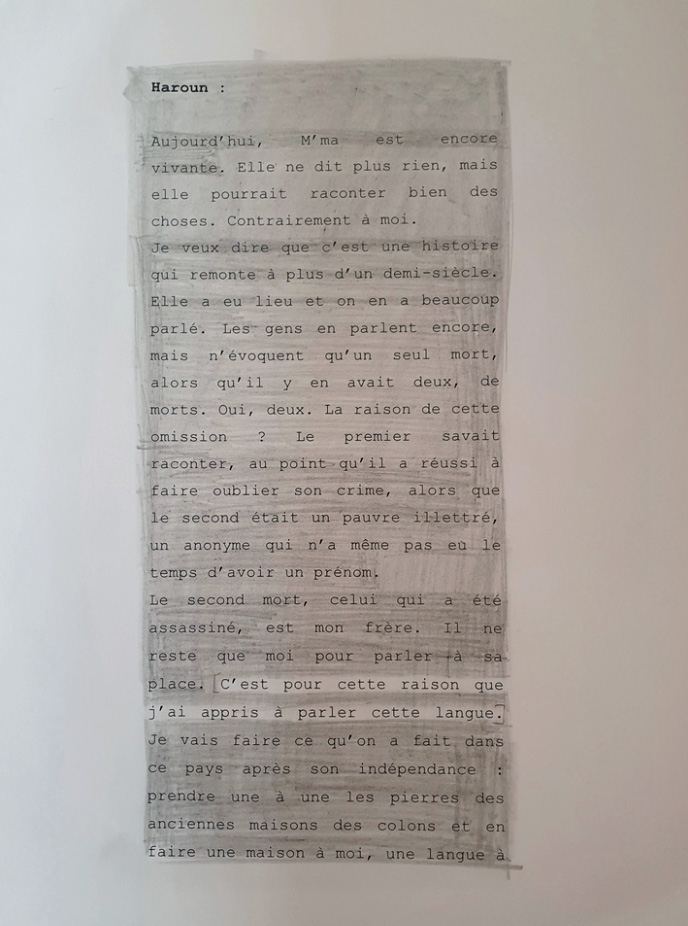 Haroun :
Aujourd'hui, M'ma est encore
vivante. Elle ne dit plus rien, mais
elle pourrait raconter bien des
choses. Contrairement à moi.
Je veux dire que c'est une histoire
qui remonte à plus d'un demi-siècle.
Elle a eu lieu et on en a beaucoup
parlé. Les gens en parlent encore,
mais n'évoquent qu'un seul mort,
alors qu'il y en avait deux, de
morts. Oui, deux. La raison de cette
omission ? Le premier savait
raconter, au point qu'il a réussi à
faire oublier son crime, alors que
le second était un pauvre illettré,
un anonyme qui n'a même pas eu le
temps d'avoir un prénom.
Le second mort, celui qui a été
assassiné, est mon frère. Il ne
reste que moi pour parler à sa
place. [C'est pour cette raison que
j'ai appris à parler cette langue.]
Je vais faire ce qu'on a fait dans
ce pays après son indépendance :
prendre une à une les pierres des
anciennes maisons des colons et en
faire une maison à moi, une langue à